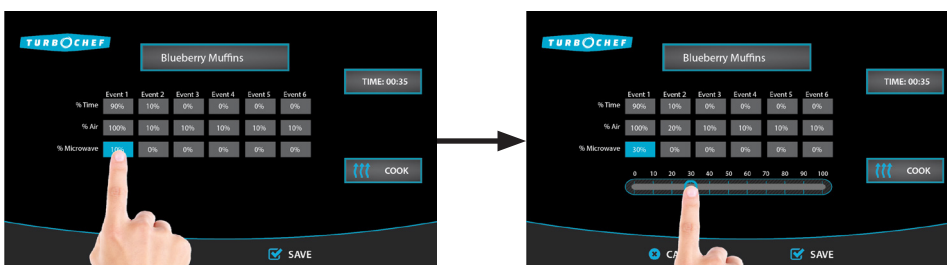 TURBOCHEF
Blueberry Muffins
TIME: 00:35
Event 1 Event 2 Event 3 Event 4 Event 5 Event 6
% Time 90% 10% 0% 0% 0% 0%
% Air 100% 10% 10% 10% 10% 10%
% Microwave 10% 0% 0% 0% 0% 0%
COOK
SAVE
TURBOCHEF
Blueberry Muffins
TIME: 00:35
Event 1 Event 2 Event 3 Event 4 Event 5 Event 6
% Time 90% 10% 0% 0% 0% 0%
% Air 100% 20% 10% 10% 10% 10%
% Microwave 30% 0% 0% 0% 0% 0%
0 10 20 30 40 50 60 70 80 90 100
COOK
SAVE